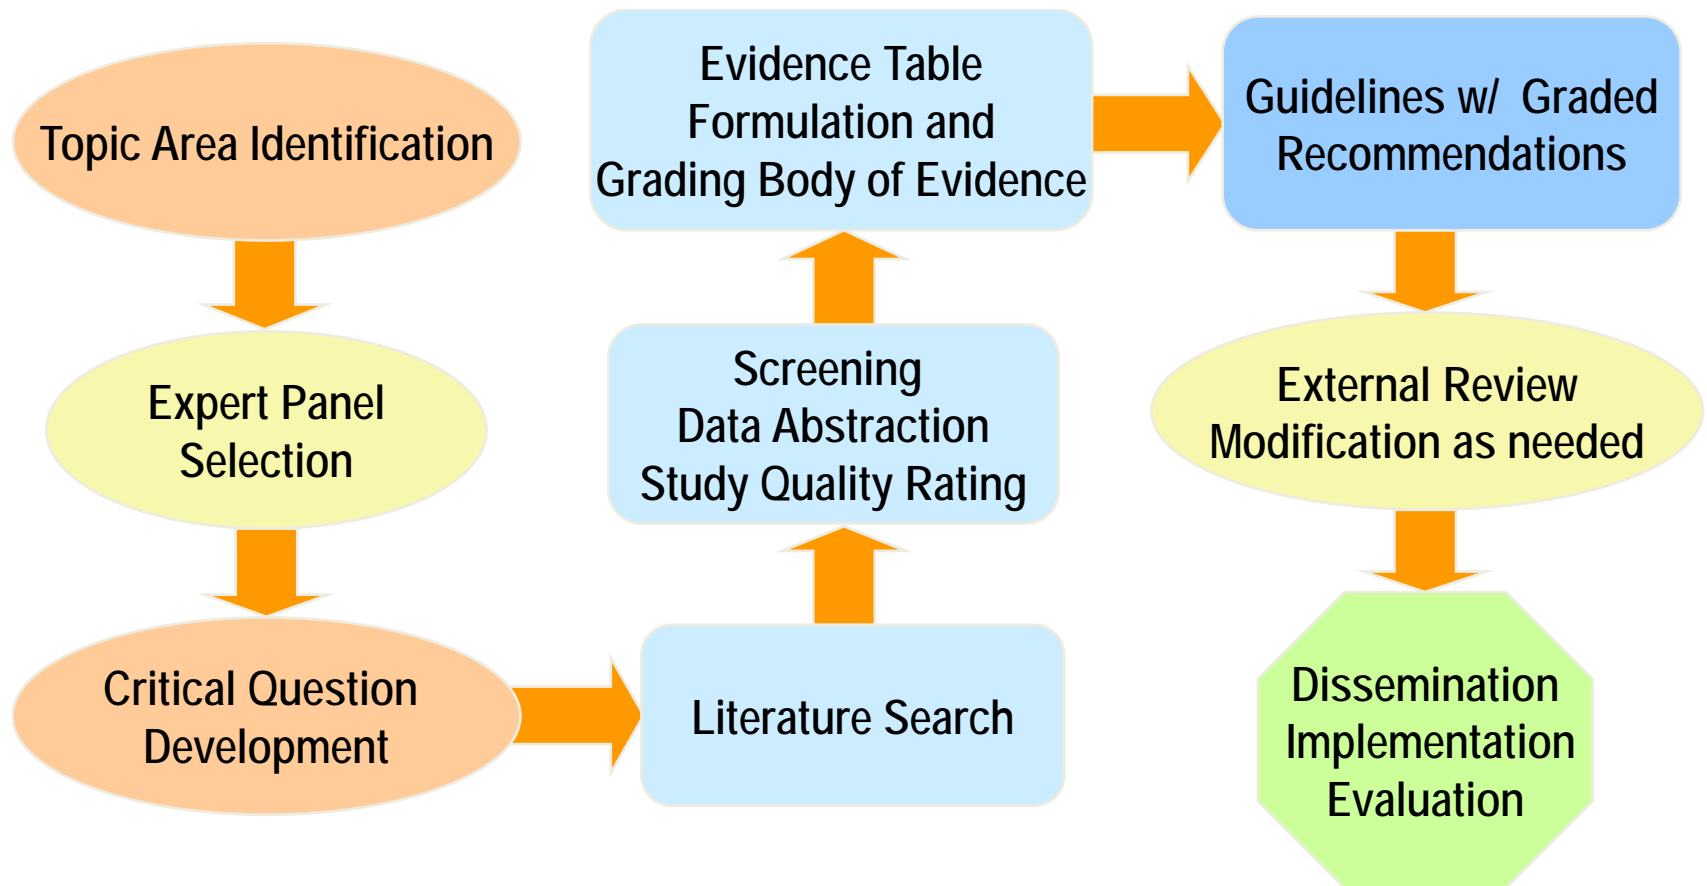 Topic Area Identification
Expert Panel
Selection
Critical Question
Development
Literature Search
Screening
Data Abstraction
Study Quality Rating
Evidence Table
Formulation and
Grading Body of Evidence
Guidelines w/ Graded
Recommendations
External Review
Modification as needed
Dissemination
Implementation
Evaluation